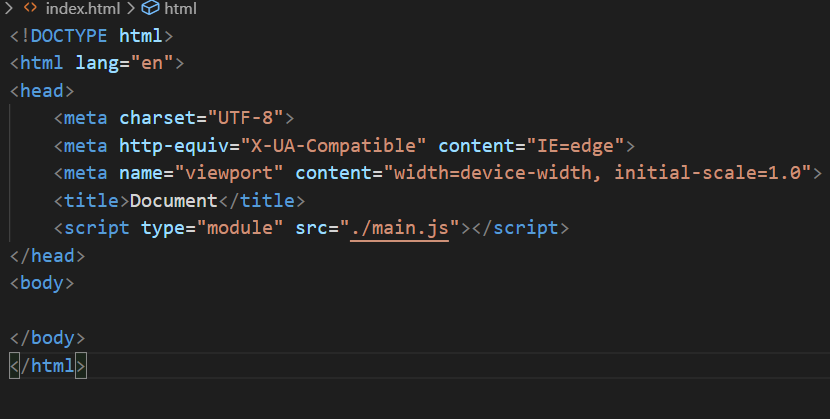 > <> index.html > html
<!DOCTYPE html>
<html lang="en">
<head>
    <meta charset="UTF-8">
    <meta http-equiv="X-UA-Compatible" content="IE=edge">
    <meta name="viewport" content="width=device-width, initial-scale=1.0">
    <title>Document</title>
    <script type="module" src="./main.js"></script>
</head>
<body>

</body>
</html>